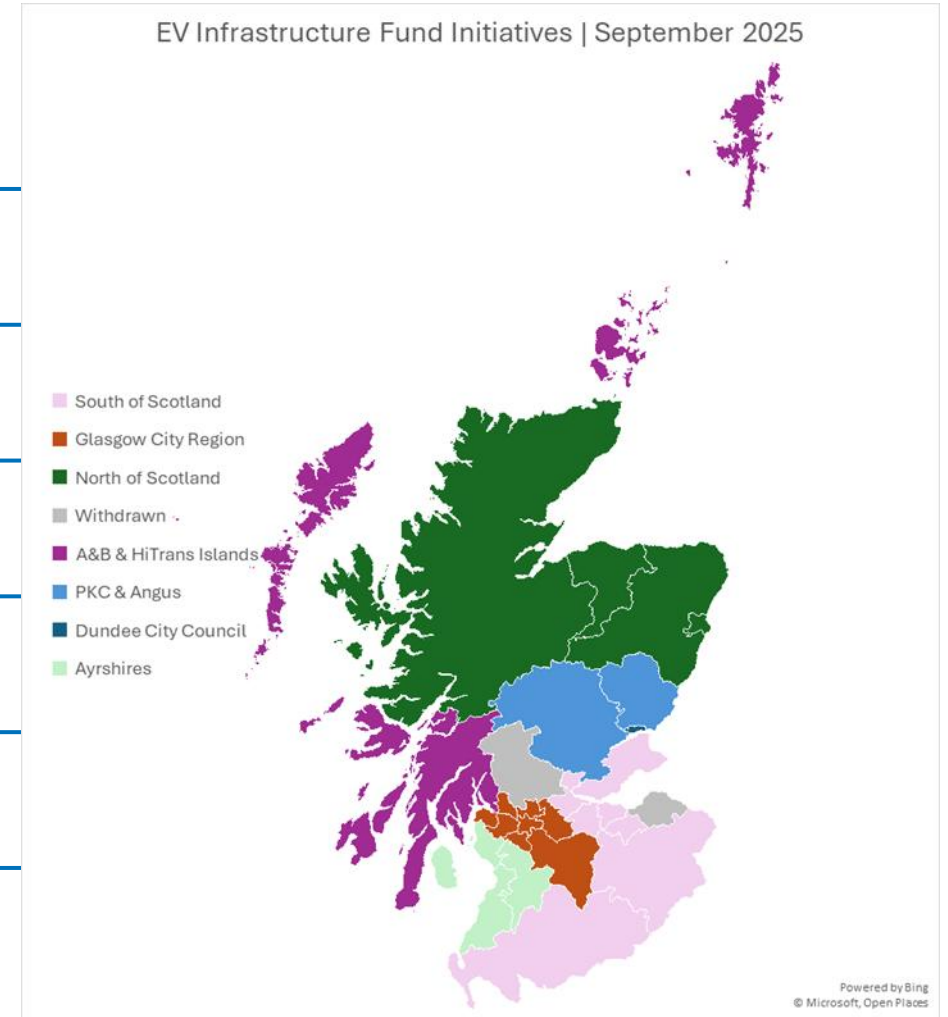 EV Infrastructure Fund Initiatives | September 2025
South of Scotland
Glasgow City Region
North of Scotland
Withdrawn
A&B & HiTrans Islands
PKC & Angus
Dundee City Council
Ayrshires
Powered by Bing
© Microsoft, Open Places